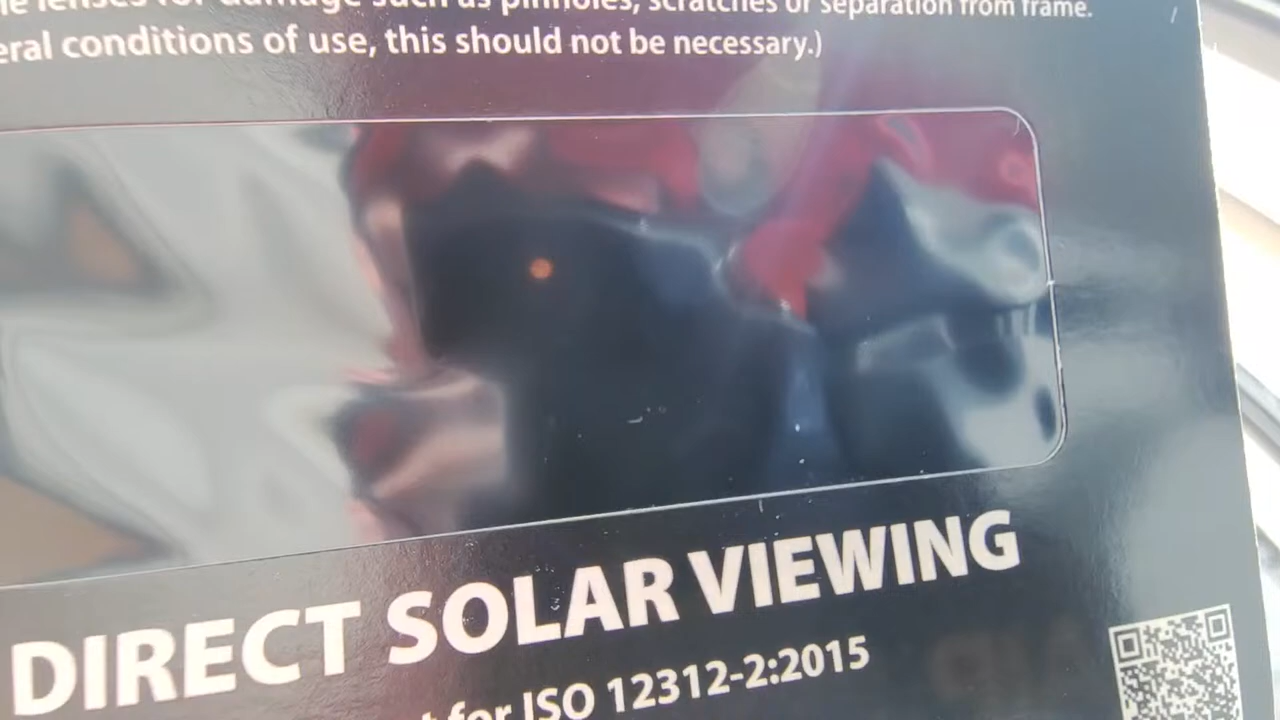 lenses for damage such as pinholes, scratches or separation from frame.
conditions of use, this should not be necessary.)
DIRECT SOLAR VIEWING
for ISO 12312-2:2015